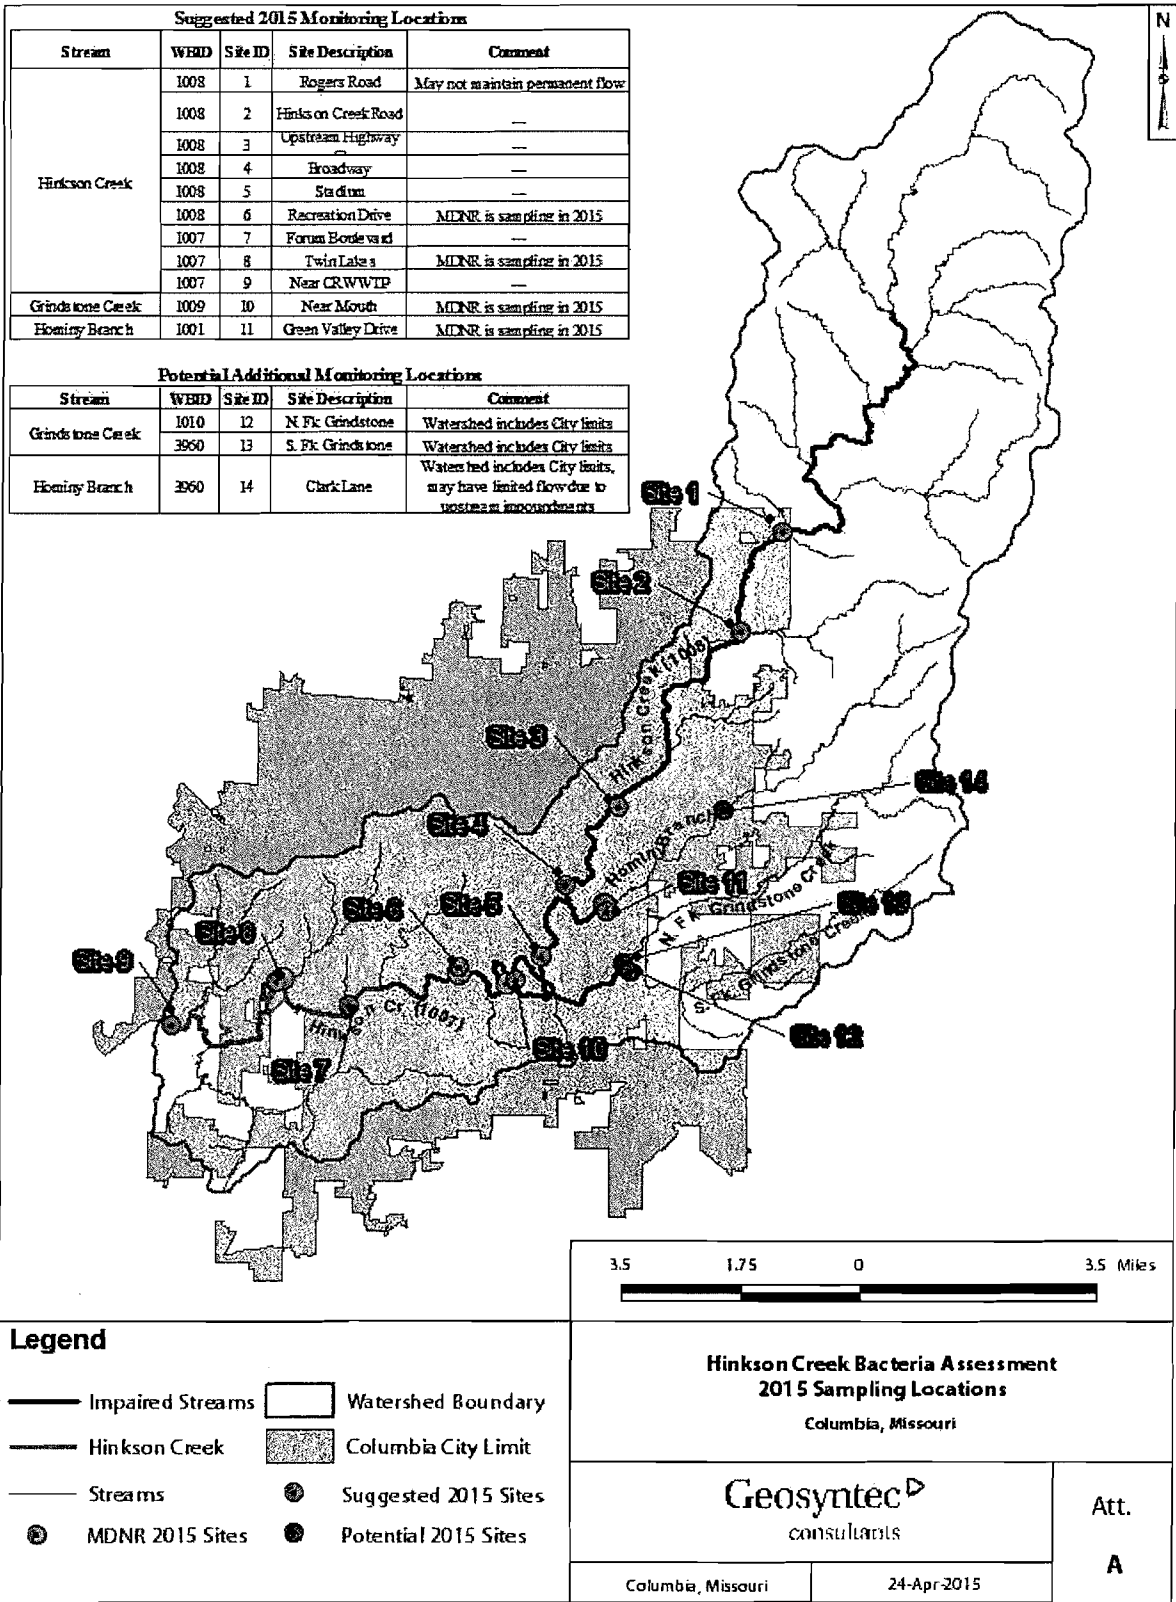 Suggested 2015 Monitoring Locations
Stream WBID Site ID Site Description Comment
Hinkson Creek
1008 1 Rogers Road May not maintain permanent flow
1008 2 Hinkson Creek Road —
1008 3 Upstream Highway —
1008 4 Broadway —
1008 5 Stadium —
1008 6 Recreation Drive MDNR is sampling in 2015
1007 7 Forum Boulevard —
1007 8 Twin Lakes MDNR is sampling in 2015
1007 9 Near CRWWTP —
Grindstone Creek 1009 10 Near Mouth MDNR is sampling in 2015
Hominy Branch 1001 11 Green Valley Drive MDNR is sampling in 2015
Potential Additional Monitoring Locations
Stream WBID Site ID Site Description Comment
Grindstone Creek
1010 12 N. Fk. Grindstone Watershed includes City limits
3960 13 S. Fk. Grindstone Watershed includes City limits
Hominy Branch 3960 14 Clark Lane
Watershed includes City limits,
may have limited flow due to
upstream impoundments
N
Site 1
Site 2
Hinkson Creek (1008)
Site 3
Site 14
Site 4
Hominy Branch
Site 11
N. Fk. Grindstone Creek
Site 13
Site 6
Site 5
Site 8
Site 9
S. Fk. Grindstone Creek
Hinkson Cr. (1007)
Site 12
Site 10
Site 7
3.5 1.75 0 3.5 Miles
Legend
Impaired Streams
Watershed Boundary
Hinkson Creek
Columbia City Limit
Streams
Suggested 2015 Sites
MDNR 2015 Sites
Potential 2015 Sites
Hinkson Creek Bacteria Assessment
2015 Sampling Locations
Columbia, Missouri
Geosyntec
consultants
Att.
A
Columbia, Missouri
24-Apr-2015